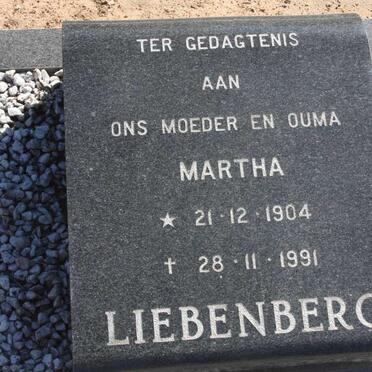 TER GEDAGTENIS
AAN
ONS MOEDER EN OUMA
MARTHA
★ 21·12·1904
✝ 28·11·1991
LIEBENBERG